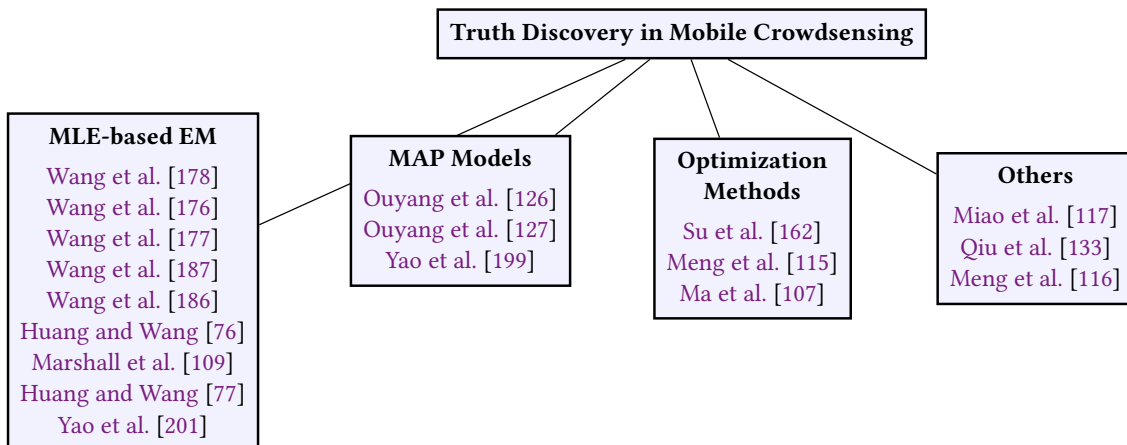 Truth Discovery in Mobile Crowdsensing
MLE-based EM
Wang et al. [178]
Wang et al. [176]
Wang et al. [177]
Wang et al. [187]
Wang et al. [186]
Huang and Wang [76]
Marshall et al. [109]
Huang and Wang [77]
Yao et al. [201]
MAP Models
Ouyang et al. [126]
Ouyang et al. [127]
Yao et al. [199]
Optimization
Methods
Su et al. [162]
Meng et al. [115]
Ma et al. [107]
Others
Miao et al. [117]
Qiu et al. [133]
Meng et al. [116]